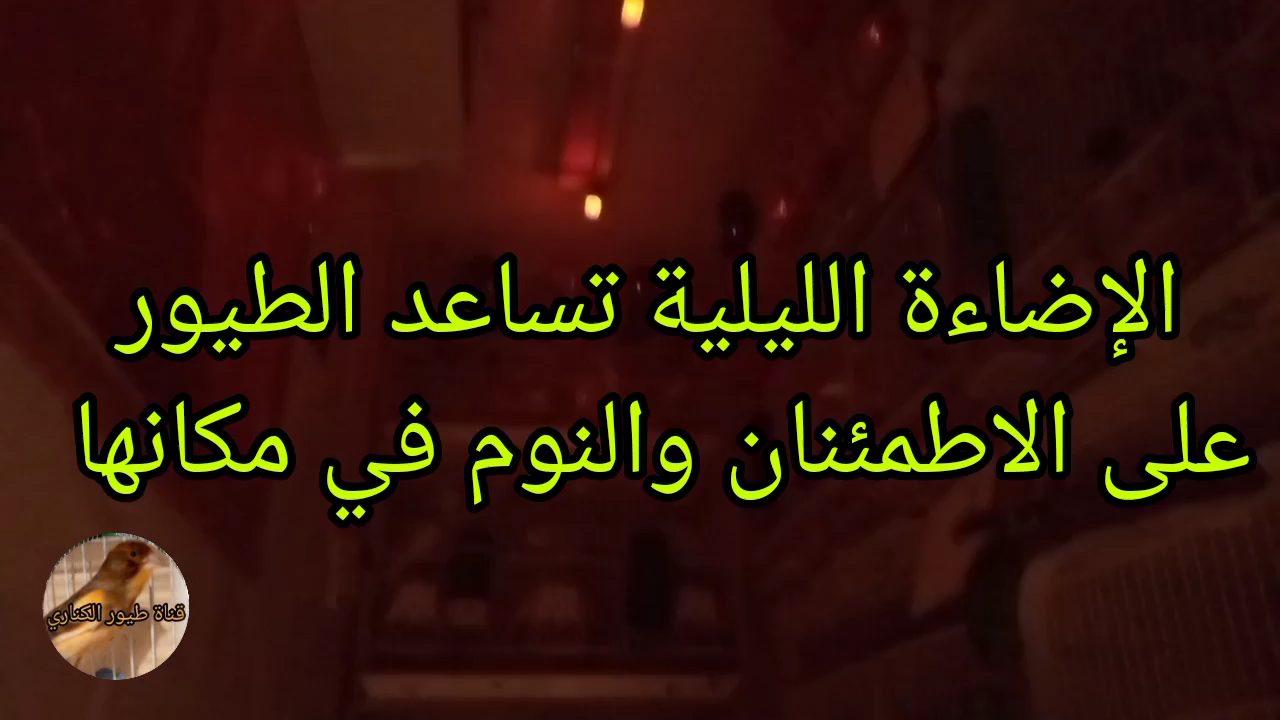 الإضاءة الليلية تساعد الطيور
على الاطمئنان والنوم في مكانها
قناة طيور الكناري